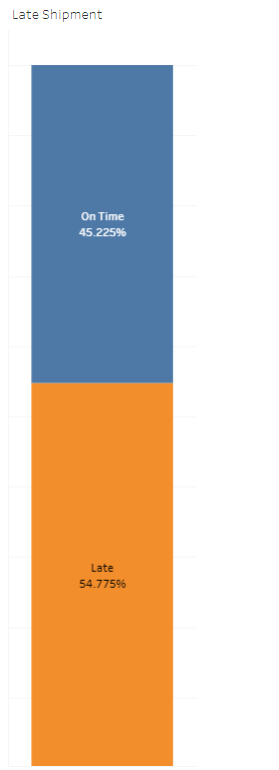 Late Shipment
On Time
45.225%
Late
54.775%